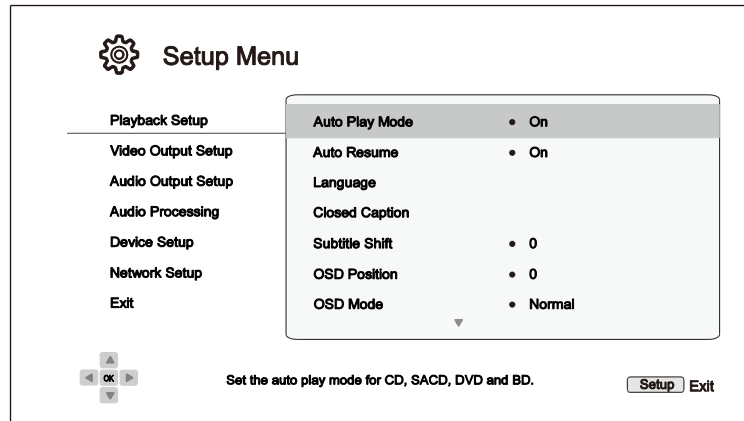 Setup Menu
Playback Setup
Video Output Setup
Audio Output Setup
Audio Processing
Device Setup
Network Setup
Exit
Auto Play Mode • On
Auto Resume • On
Language
Closed Caption
Subtitle Shift • 0
OSD Position • 0
OSD Mode • Normal
OK
Set the auto play mode for CD, SACD, DVD and BD.
Setup Exit